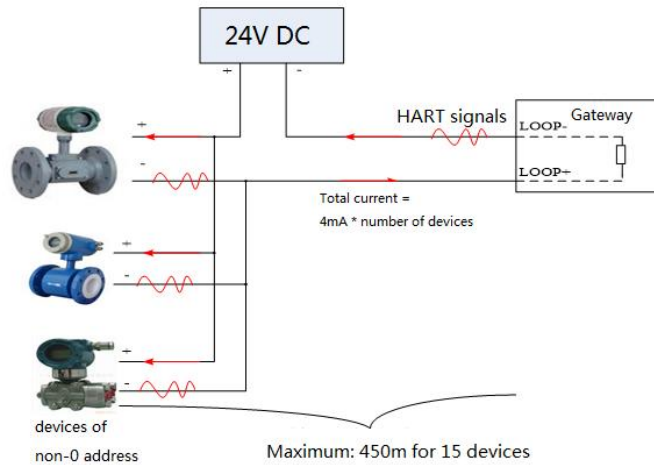 24V DC
+
-
HART signals
Gateway
LOOP-
LOOP+
+
-
Total current =
4mA * number of devices
+
-
+
-
devices of
non-0 address
Maximum: 450m for 15 devices